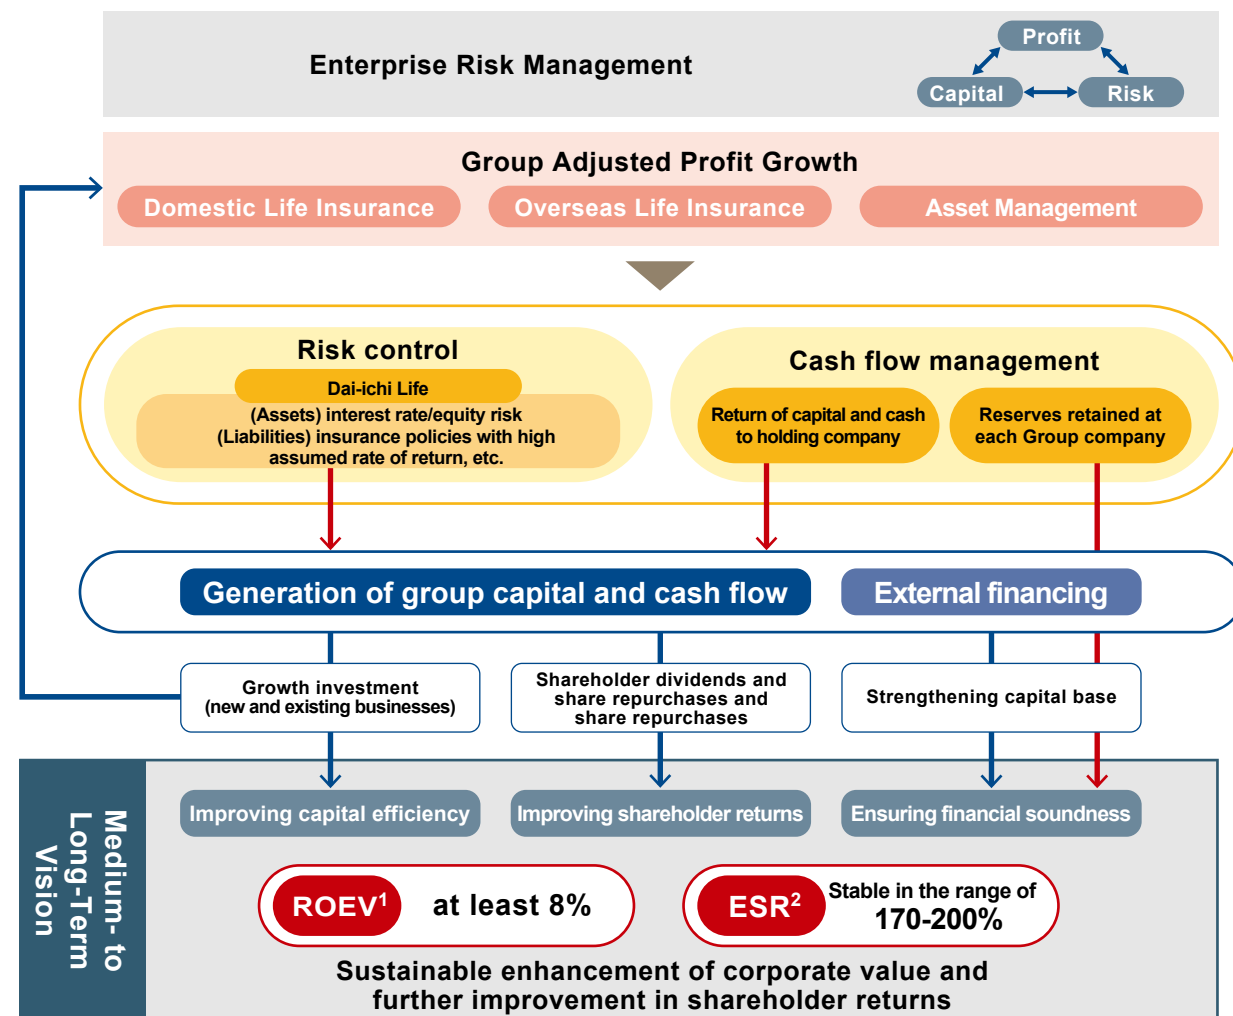 Enterprise Risk Management
Profit
Capital
Risk
Group Adjusted Profit Growth
Domestic Life Insurance
Overseas Life Insurance
Asset Management
Risk control
Dai-ichi Life
(Assets) interest rate/equity risk
(Liabilities) insurance policies with high
assumed rate of return, etc.
Cash flow management
Return of capital and cash
to holding company
Reserves retained at
each Group company
Generation of group capital and cash flow
External financing
Growth investment
(new and existing businesses)
Shareholder dividends and
share repurchases and
share repurchases
Strengthening capital base
Medium- to
Long-Term
Vision
Improving capital efficiency
Improving shareholder returns
Ensuring financial soundness
ROEV¹
at least 8%
ESR²
Stable in the range of
170-200%
Sustainable enhancement of corporate value and
further improvement in shareholder returns